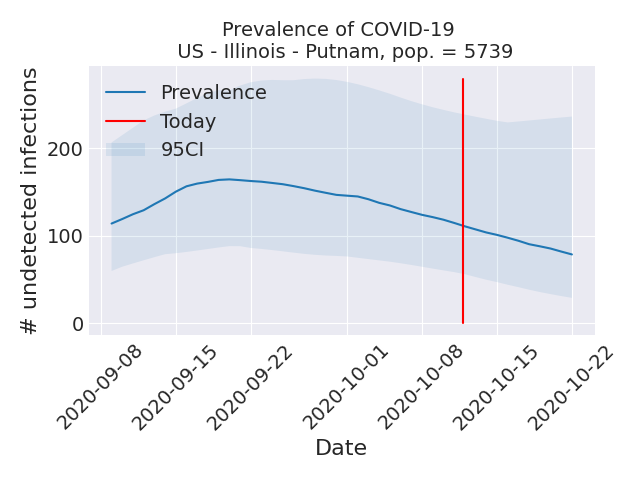 Prevalence of COVID-19
US - Illinois - Putnam, pop. = 5739
Prevalence
Today
95CI
# undetected infections
200
100
0
2020-09-08
2020-09-15
2020-09-22
2020-10-01
2020-10-08
2020-10-15
2020-10-22
Date